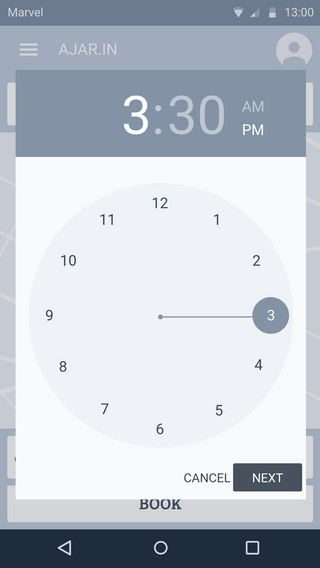 Marvel 13:00
AJAR.IN
3:30 AM
PM
12
11 1
10 2
9 3
8 4
7 5
6
CANCEL NEXT
BOOK